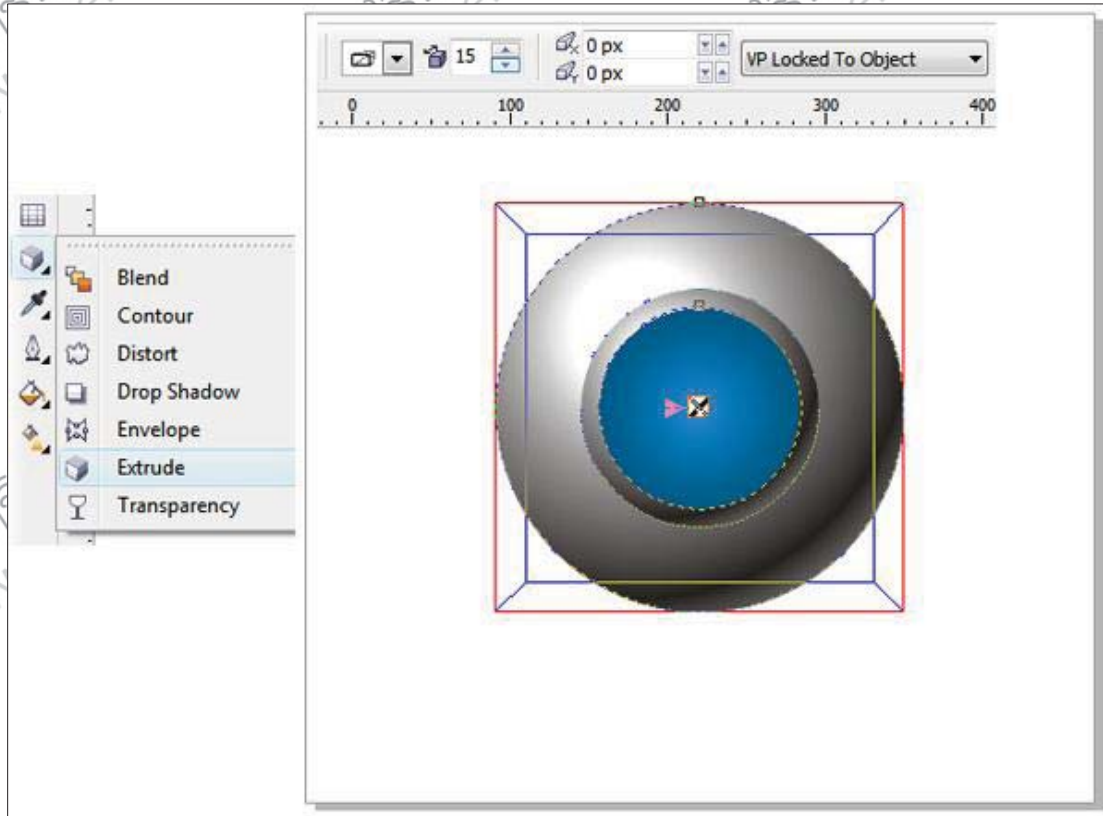 15
0 px
0 px
VP Locked To Object
0 100 200 300 400
Blend
Contour
Distort
Drop Shadow
Envelope
Extrude
Transparency